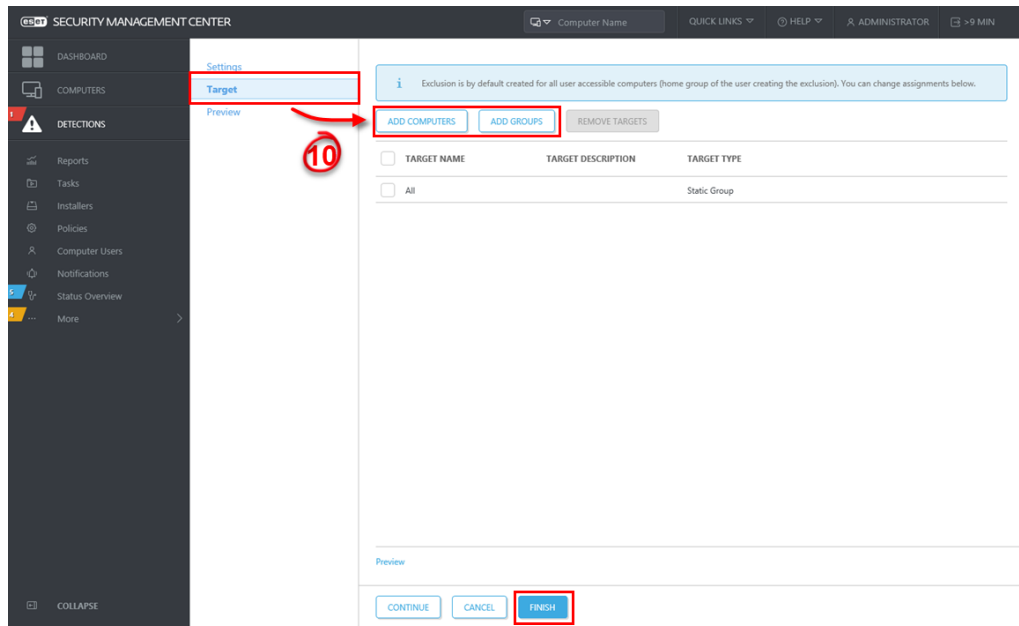 eset SECURITY MANAGEMENT CENTER
Computer Name
QUICK LINKS
HELP
ADMINISTRATOR
>9 MIN
DASHBOARD
COMPUTERS
1
DETECTIONS
Reports
Tasks
Installers
Policies
Computer Users
Notifications
5
Status Overview
4
More
COLLAPSE
Settings
Target
Preview
10
i Exclusion is by default created for all user accessible computers (home group of the user creating the exclusion). You can change assignments below.
ADD COMPUTERS ADD GROUPS REMOVE TARGETS
TARGET NAME TARGET DESCRIPTION TARGET TYPE
All Static Group
Preview
CONTINUE CANCEL FINISH